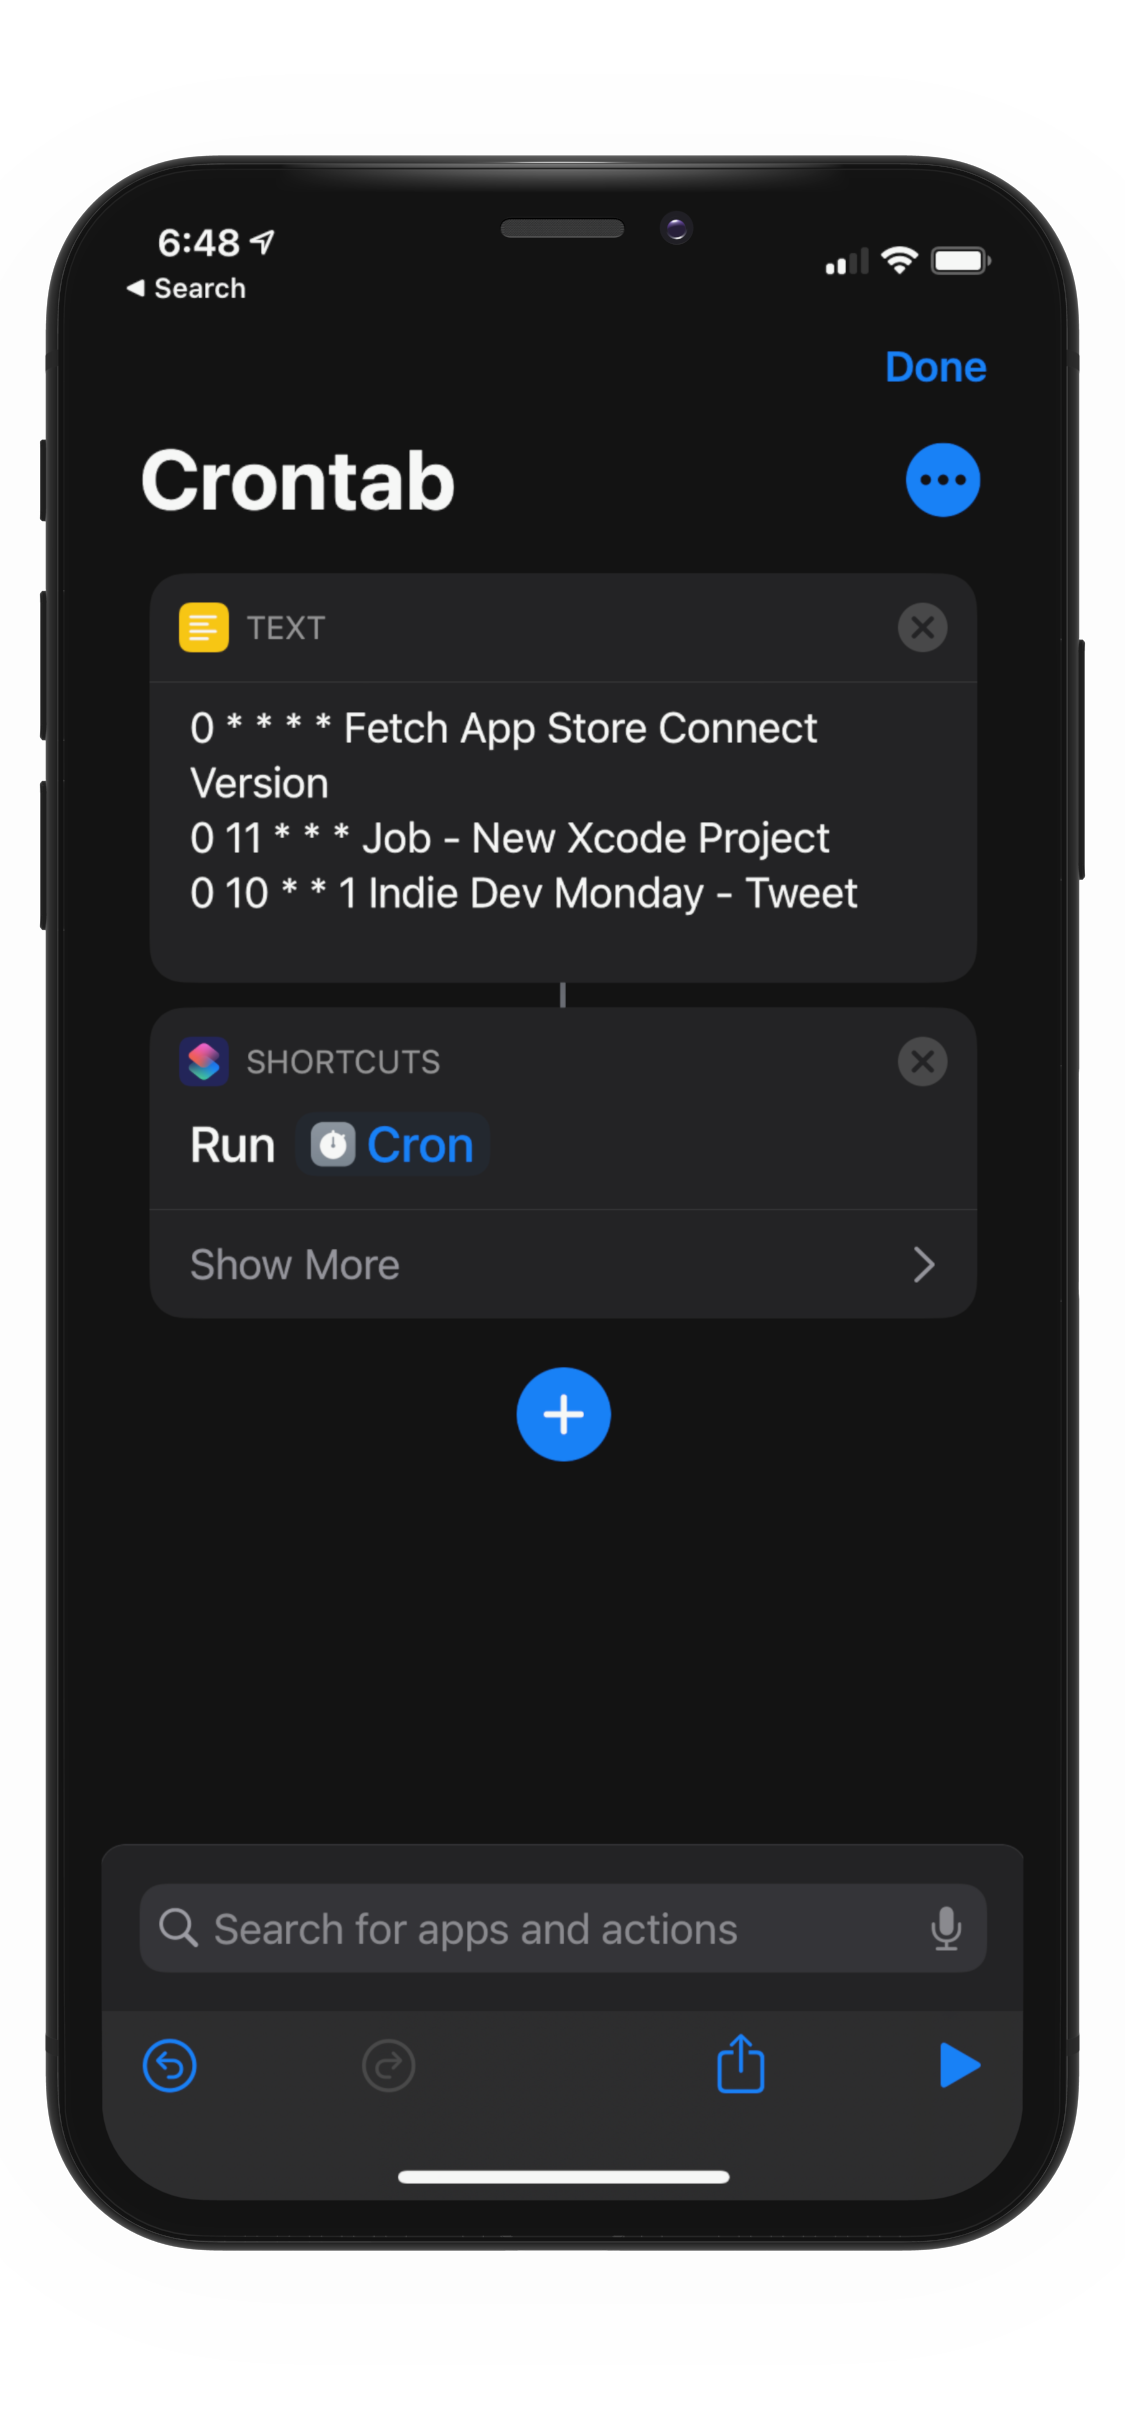 6:48
Search
Done
Crontab
TEXT
0 * * * * Fetch App Store Connect
Version
0 11 * * * Job - New Xcode Project
0 10 * * 1 Indie Dev Monday - Tweet
SHORTCUTS
Run Cron
Show More
Search for apps and actions